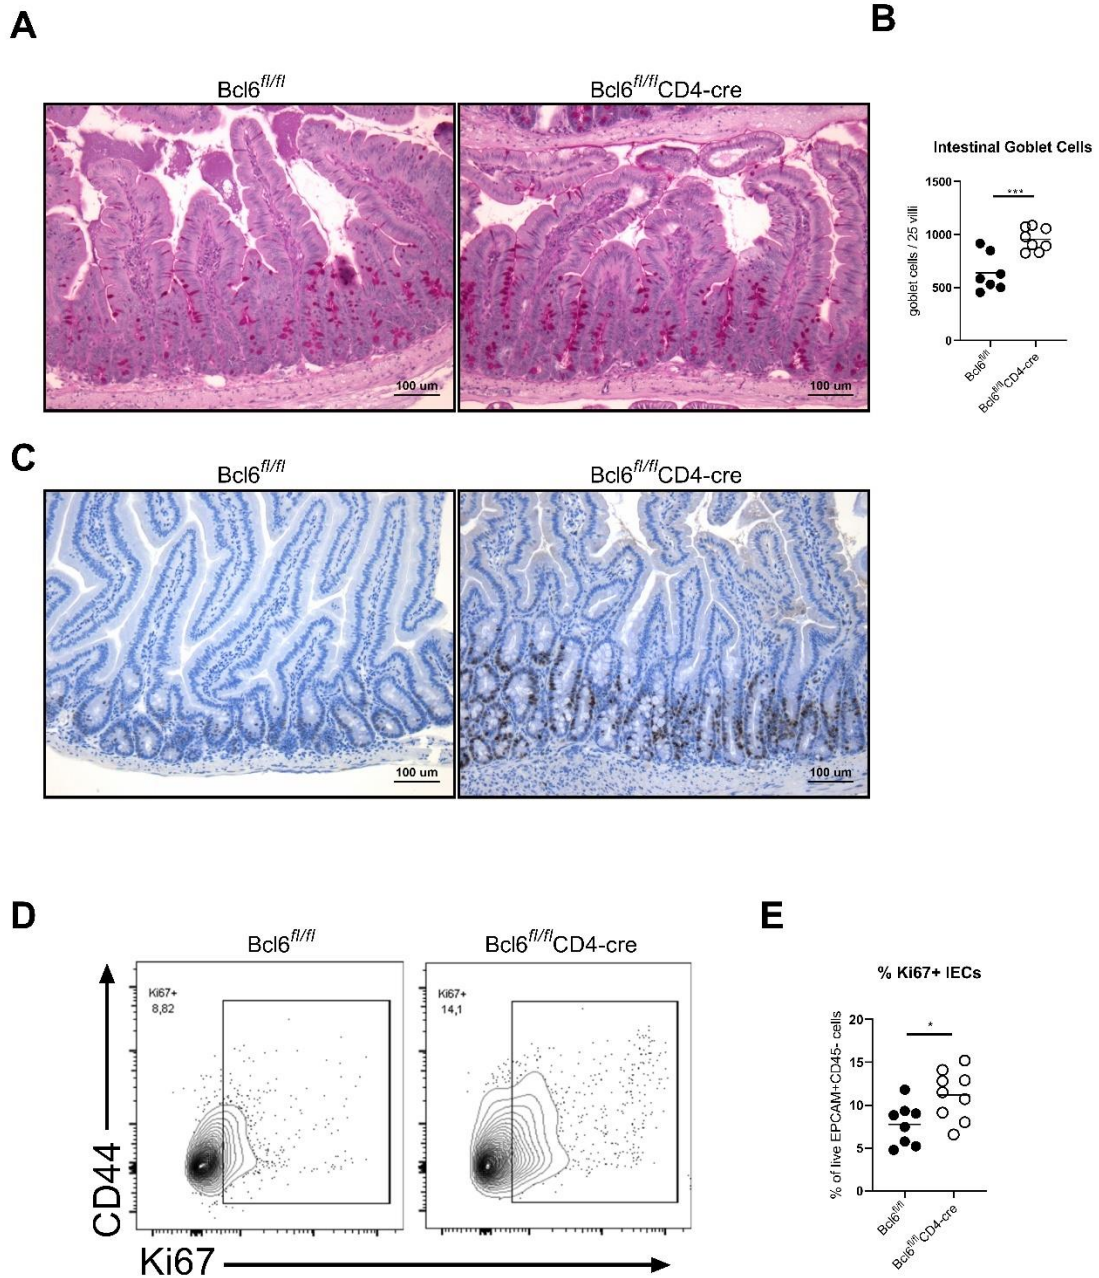 A
B
Bcl6fl/fl
Bcl6fl/flCD4-cre
100 um
100 um
Intestinal Goblet Cells
1500
1000
500
0
***
goblet cells / 25 villi
Bcl6fl/fl
Bcl6fl/flCD4-cre
C
Bcl6fl/fl
Bcl6fl/flCD4-cre
100 um
100 um
D
Bcl6fl/fl
Bcl6fl/flCD4-cre
Ki67+
8,82
Ki67+
14,1
CD44
Ki67
E
% Ki67+ IECs
20
15
10
5
0
*
% of live EPCAM+CD45- cells
Bcl6fl/fl
Bcl6fl/flCD4-cre